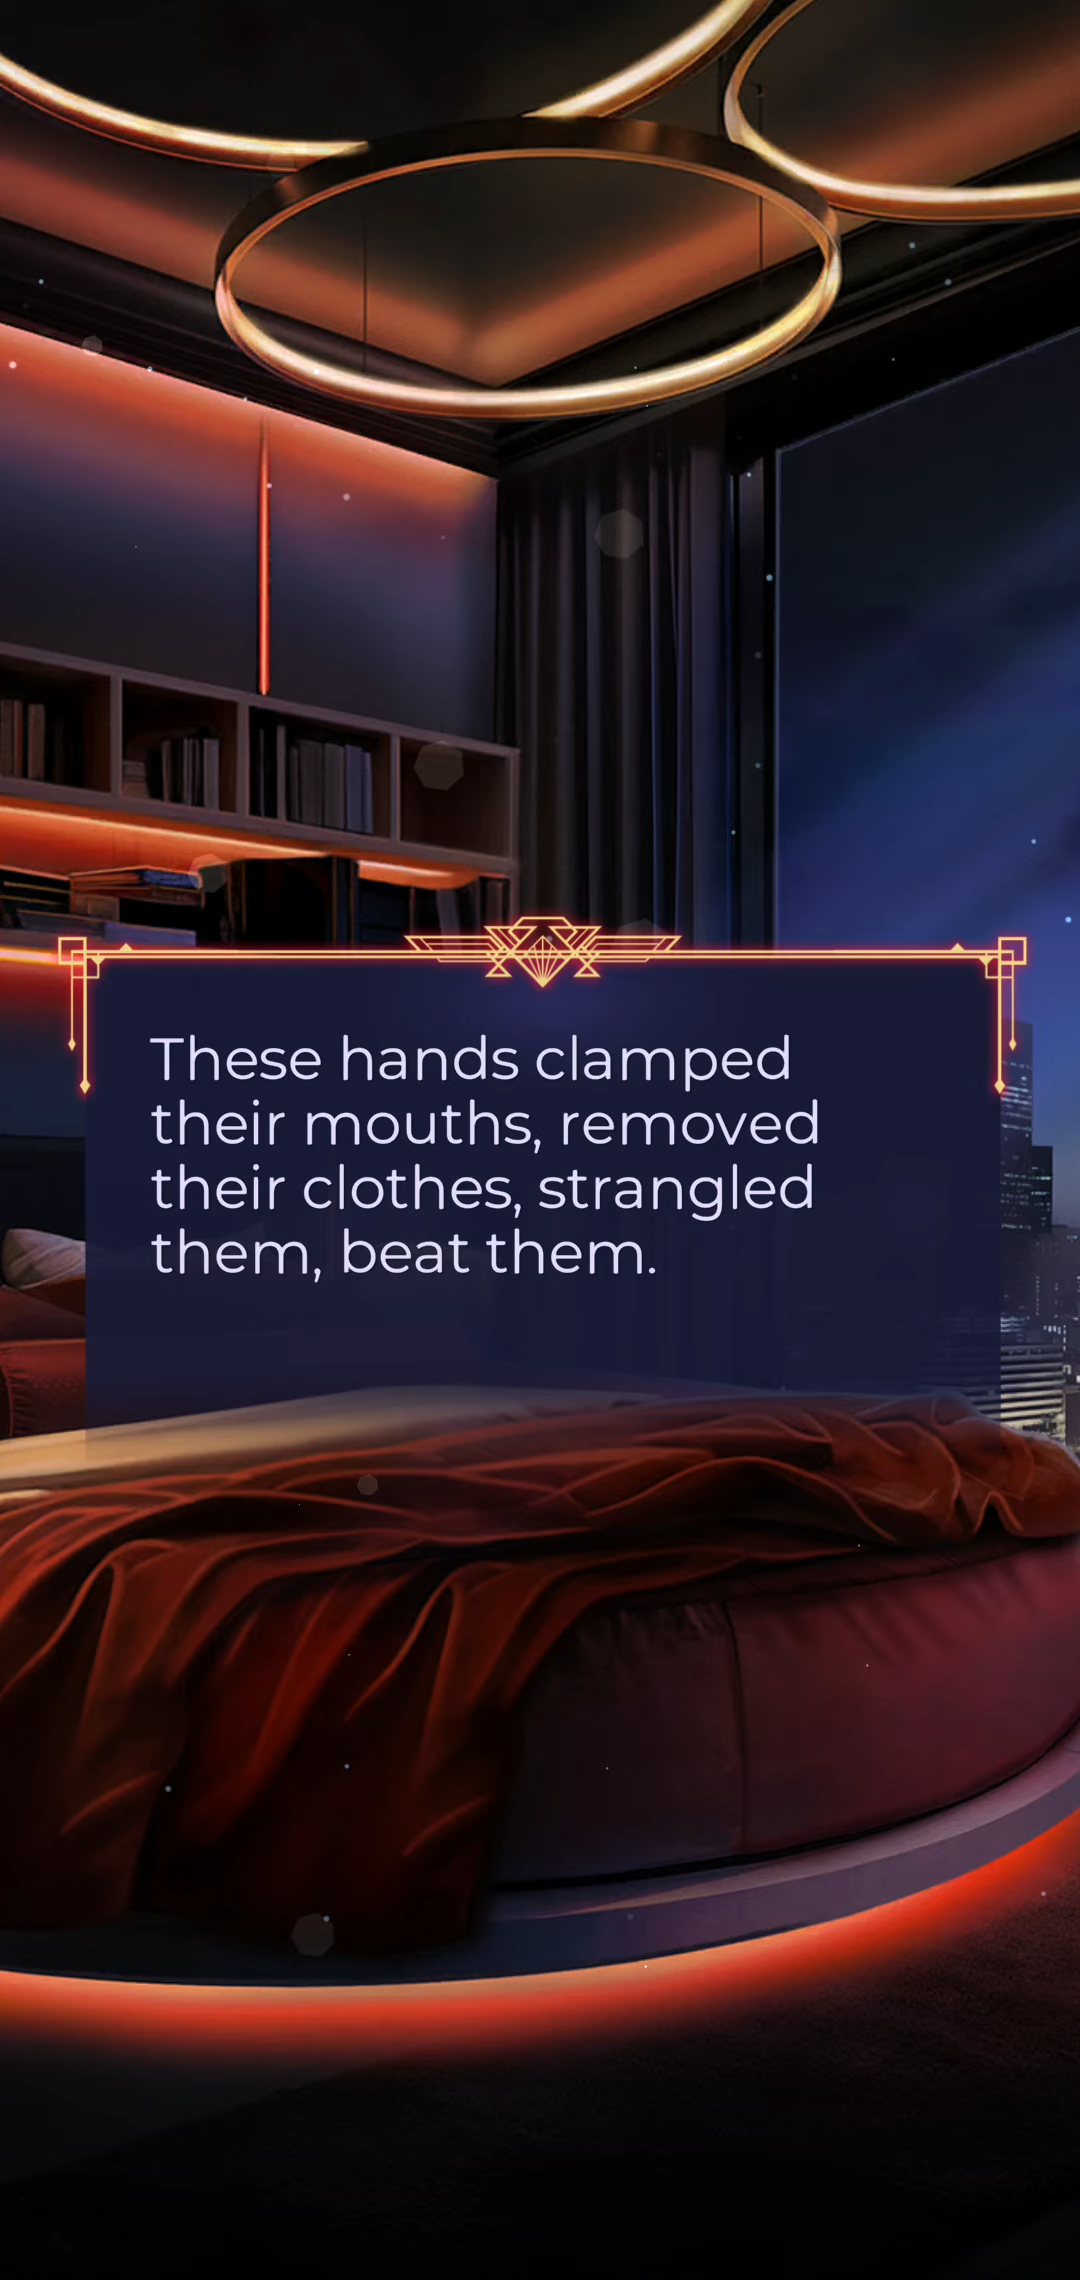 These hands clamped
their mouths, removed
their clothes, strangled
them, beat them.